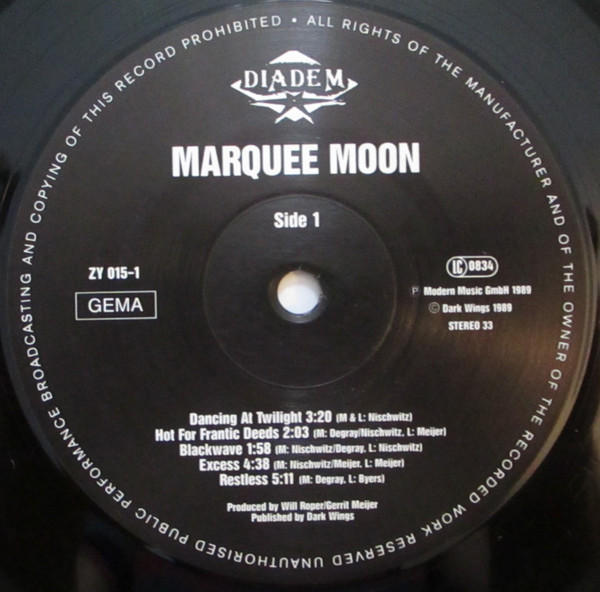 UNAUTHORISED PUBLIC PERFORMANCE BROADCASTING AND COPYING OF THIS RECORD PROHIBITED • ALL RIGHTS OF THE MANUFACTURER AND OF THE OWNER OF THE RECORDED WORK RESERVED
DIADEM
MARQUEE MOON
Side 1
ZY 015-1
GEMA
LC 0834
P Modern Music GmbH 1989
© Dark Wings 1989
STEREO 33
Dancing At Twilight 3:20 (M & L: Nischwitz)
Hot For Frantic Deeds 2:03 (M: Degray/Nischwitz, L: Meijer)
Blackwave 1:58 (M: Nischwitz/Degray, L: Nischwitz)
Excess 4:38 (M: Nischwitz/Meijer, L: Meijer)
Restless 5:11 (M: Degray, L: Byers)
Produced by Will Roper/Gerrit Meijer
Published by Dark Wings